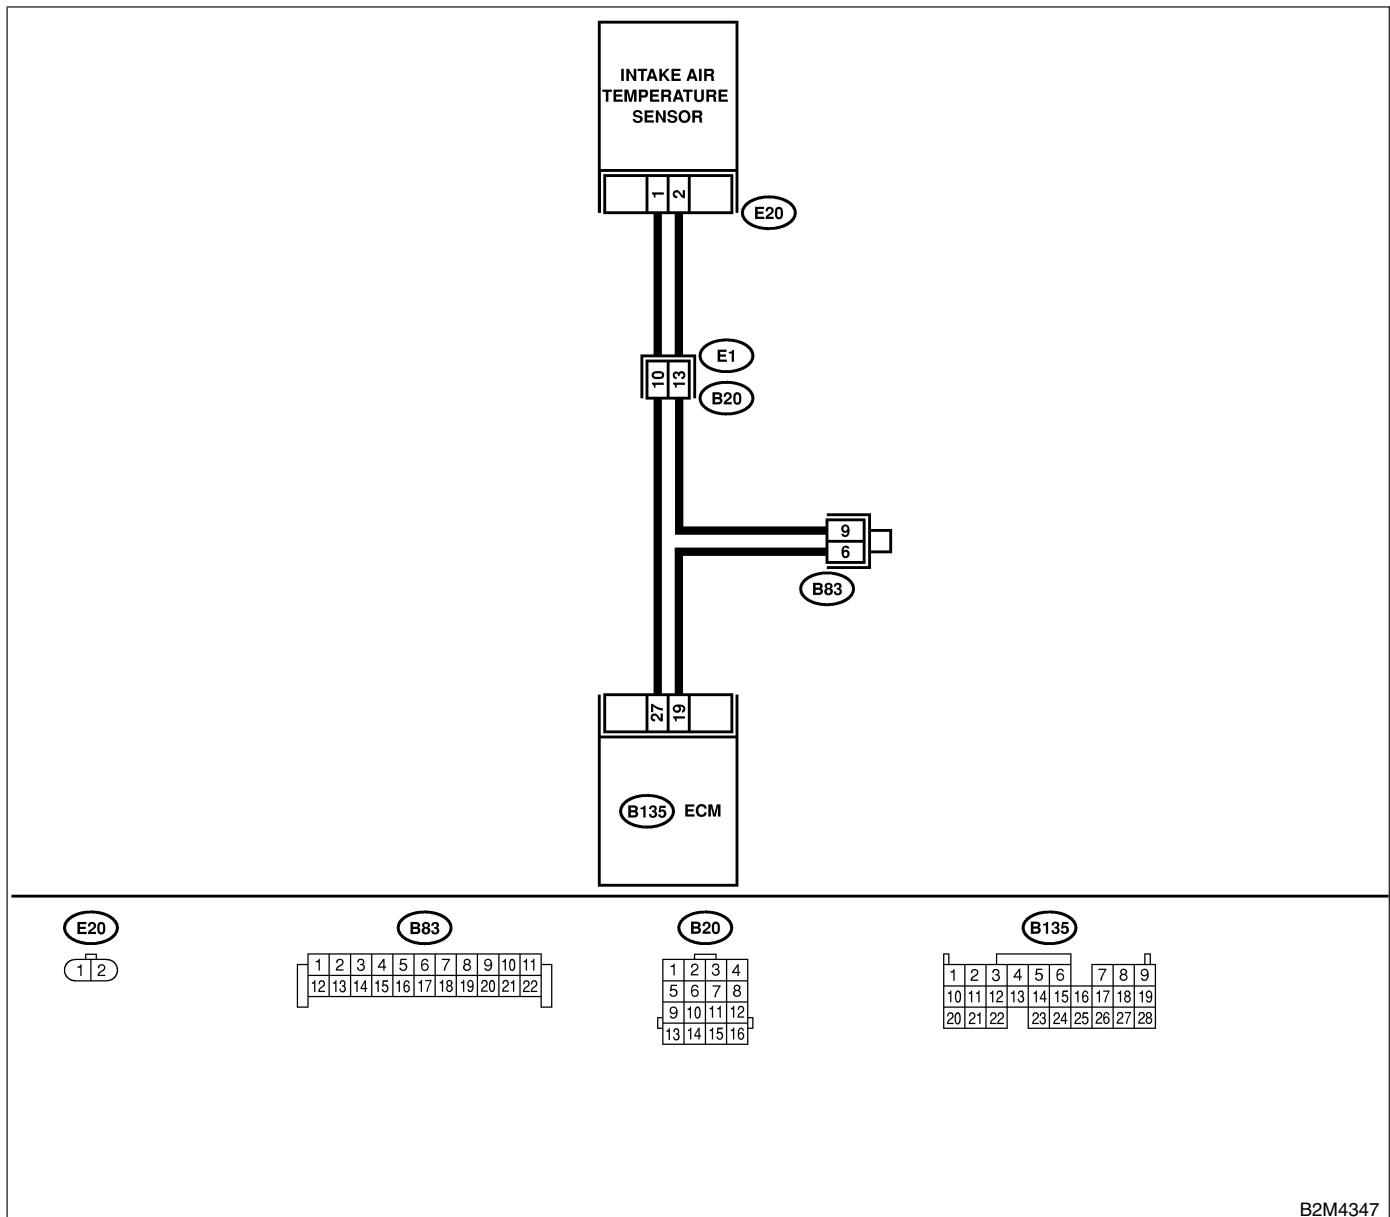 INTAKE AIR
TEMPERATURE
SENSOR
1 2
E20
E1
10 13
B20
9
6
B83
27 19
B135 ECM
E20
B83
B20
B135
1 2
1 2 3 4 5 6 7 8 9 10 11
12 13 14 15 16 17 18 19 20 21 22
1 2 3 4
5 6 7 8
9 10 11 12
13 14 15 16
1 2 3 4 5 6 7 8 9
10 11 12 13 14 15 16 17 18 19
20 21 22 23 24 25 26 27 28
B2M4347